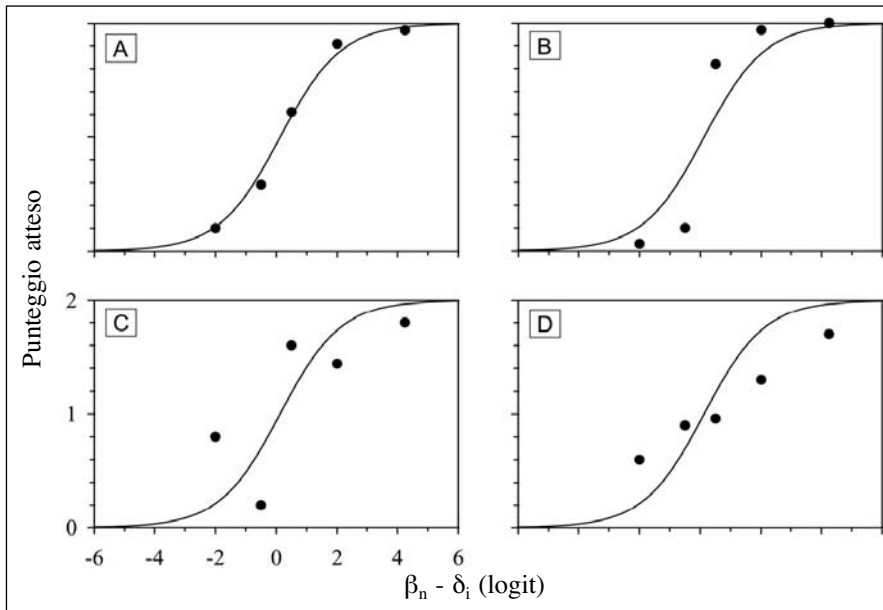 A
B
Punteggio atteso
C
D
2
1
0
-6 -4 -2 0 2 4 6
βn - δi (logit)